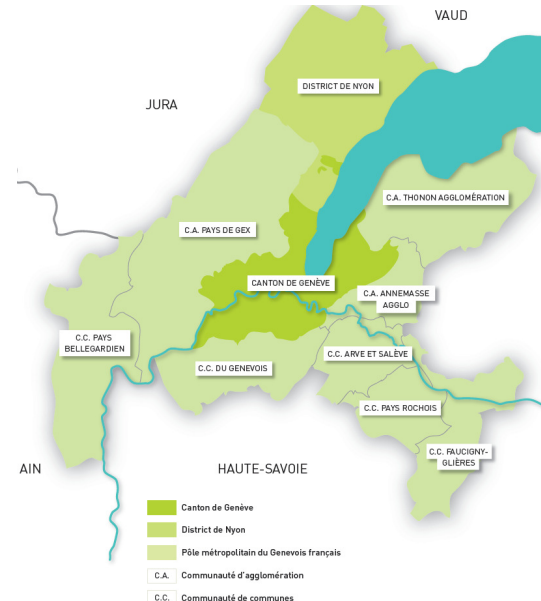 VAUD
DISTRICT DE NYON
JURA
C.A. THONON AGGLOMÉRATION
C.A. PAYS DE GEX
CANTON DE GENÈVE
C.A. ANNEMASSE
AGGLO
C.C. PAYS
BELLEGARDIEN
C.C. ARVE ET SALÈVE
C.C. DU GENEVOIS
C.C. PAYS ROCHOIS
C.C. FAUCIGNY-
GLIÈRES
AIN
HAUTE-SAVOIE
Canton de Genève
District de Nyon
Pôle métropolitain du Genevois français
C.A. Communauté d'agglomération
C.C. Communauté de communes